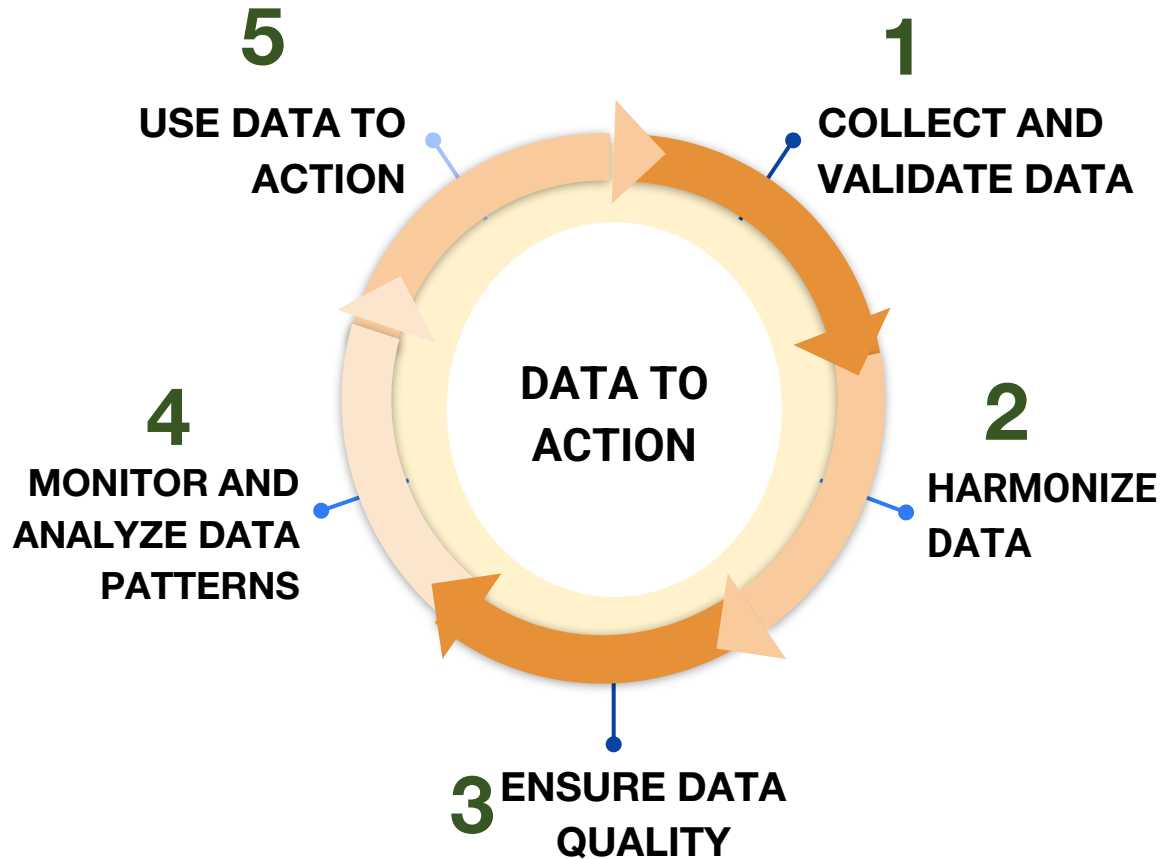 5
USE DATA TO
ACTION
1
COLLECT AND
VALIDATE DATA
DATA TO
ACTION
4
MONITOR AND
ANALYZE DATA
PATTERNS
2
HARMONIZE
DATA
3
ENSURE DATA
QUALITY